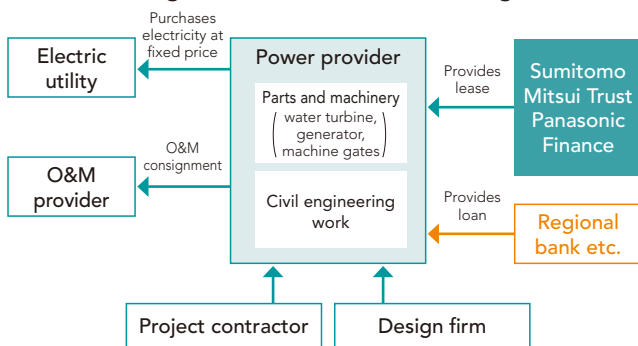 Purchases
electricity at
fixed price
Electric
utility
Power provider
Parts and machinery
(water turbine,
generator,
machine gates)
Provides
lease
Sumitomo
Mitsui Trust
Panasonic
Finance
O&M
consignment
O&M
provider
Civil engineering
work
Provides
loan
Regional
bank etc.
Project contractor
Design firm